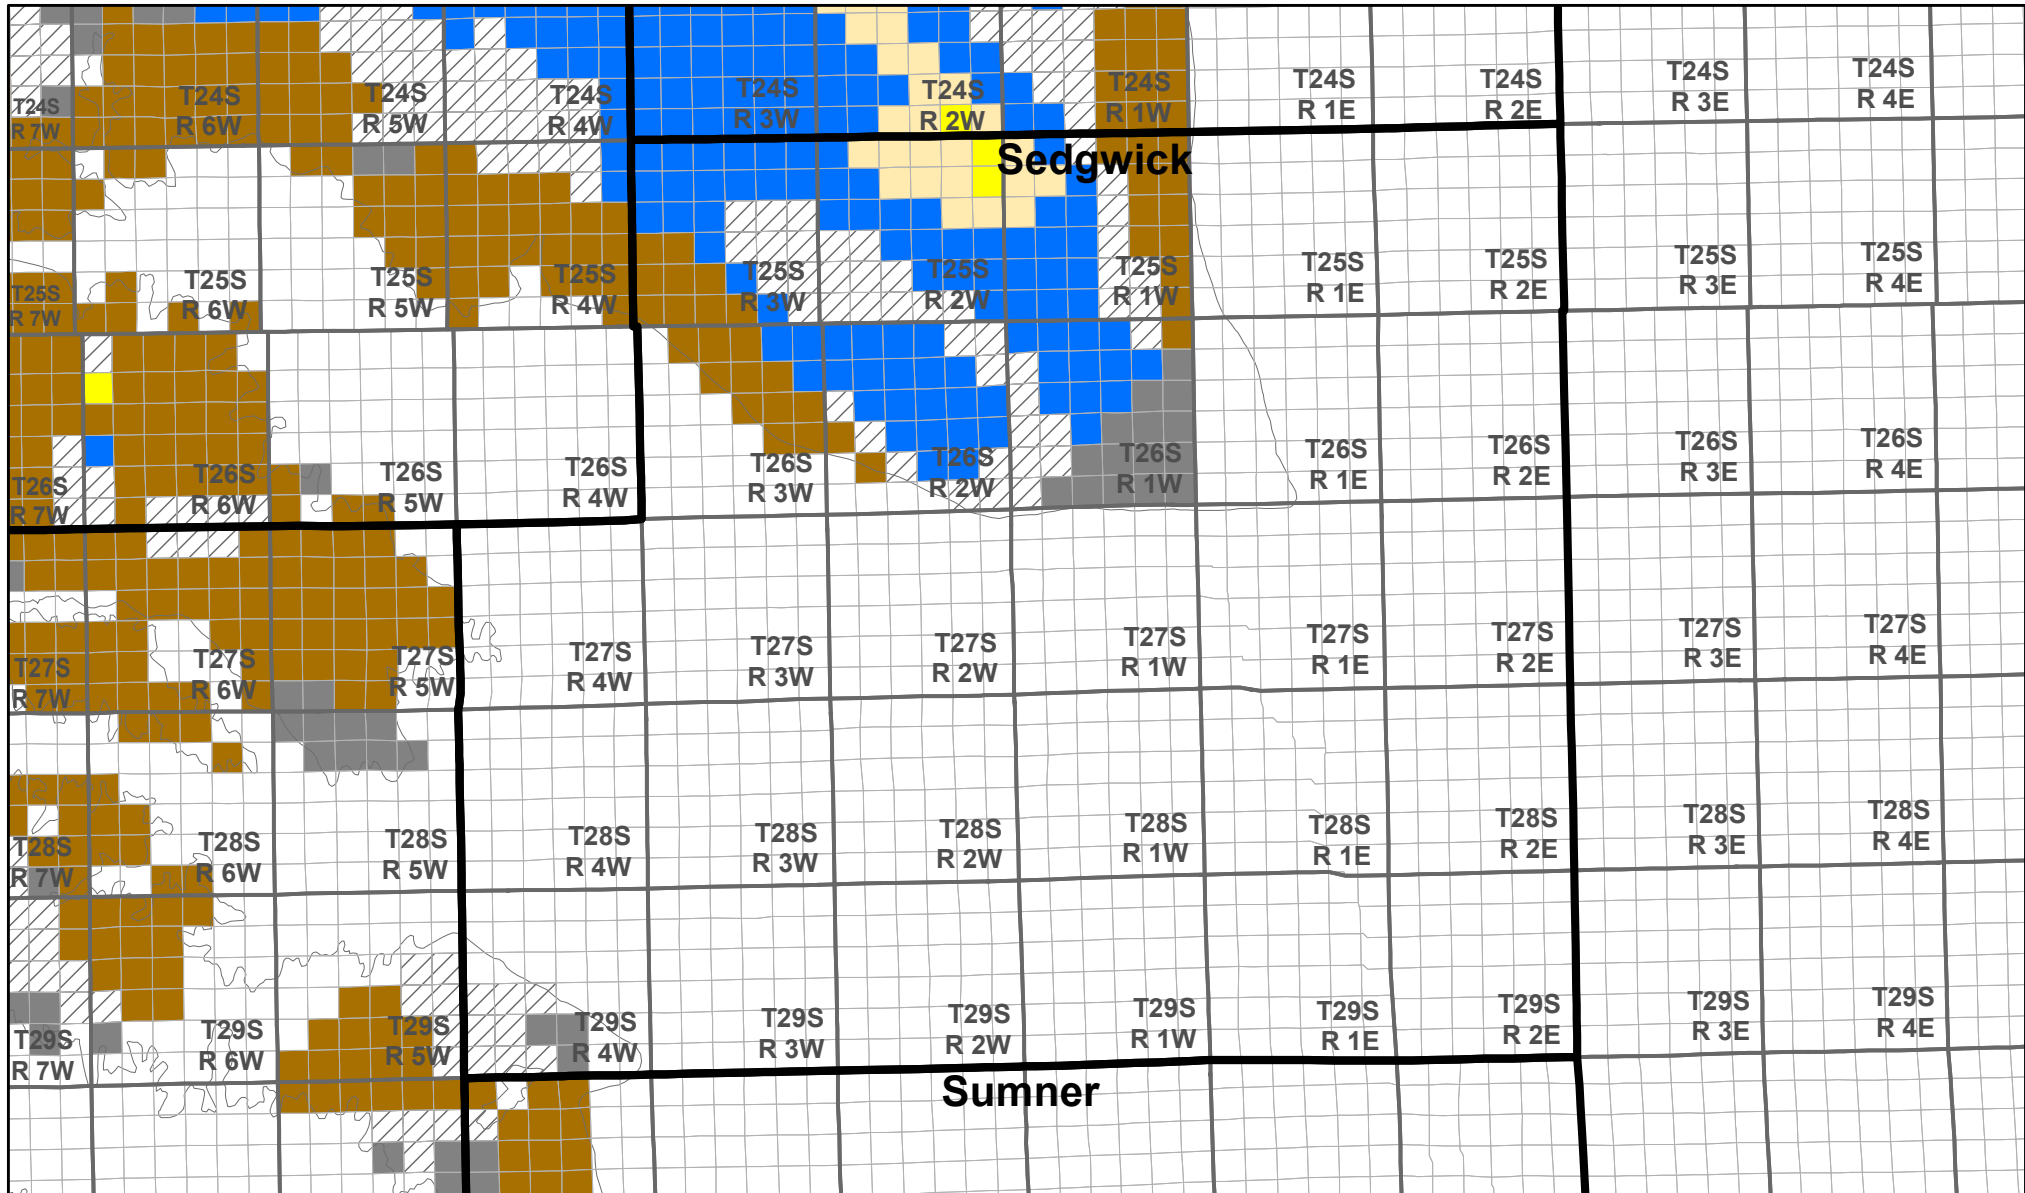 T24S
R 7W
T24S
R 6W
T24S
R 5W
T24S
R 4W
T24S
R 3W
T24S
R 2W
T24S
R 1W
T24S
R 1E
T24S
R 2E
T24S
R 3E
T24S
R 4E
Sedgwick
T25S
R 7W
T25S
R 6W
T25S
R 5W
T25S
R 4W
T25S
R 3W
T25S
R 2W
T25S
R 1W
T25S
R 1E
T25S
R 2E
T25S
R 3E
T25S
R 4E
T26S
R 7W
T26S
R 6W
T26S
R 5W
T26S
R 4W
T26S
R 3W
T26S
R 2W
T26S
R 1W
T26S
R 1E
T26S
R 2E
T26S
R 3E
T26S
R 4E
T27S
R 7W
T27S
R 6W
T27S
R 5W
T27S
R 4W
T27S
R 3W
T27S
R 2W
T27S
R 1W
T27S
R 1E
T27S
R 2E
T27S
R 3E
T27S
R 4E
T28S
R 7W
T28S
R 6W
T28S
R 5W
T28S
R 4W
T28S
R 3W
T28S
R 2W
T28S
R 1W
T28S
R 1E
T28S
R 2E
T28S
R 3E
T28S
R 4E
T29S
R 7W
T29S
R 6W
T29S
R 5W
T29S
R 4W
T29S
R 3W
T29S
R 2W
T29S
R 1W
T29S
R 1E
T29S
R 2E
T29S
R 3E
T29S
R 4E
Sumner